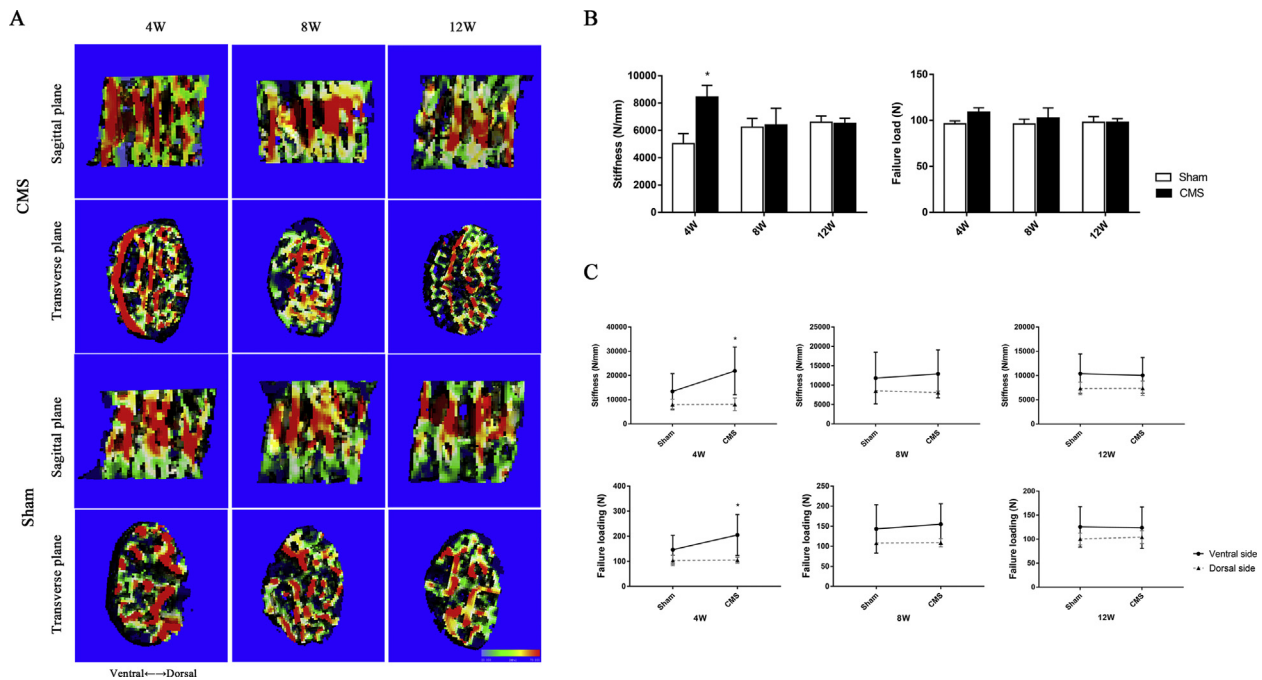 A
4W
8W
12W
CMS
Sagittal plane
Transverse plane
Sham
Sagittal plane
Transverse plane
Ventral←→Dorsal
B
Stiffness (N/mm)
10000
8000
6000
4000
2000
0
*
4W
8W
12W
Failure load (N)
150
100
50
0
4W
8W
12W
Sham
CMS
C
Stiffness (N/mm)
40000
30000
20000
10000
0
*
Sham
CMS
4W
Stiffness (N/mm)
25000
20000
15000
10000
5000
0
Sham
CMS
8W
Stiffness (N/mm)
20000
15000
10000
5000
0
Sham
CMS
12W
Failure loading (N)
400
300
200
100
0
*
Sham
CMS
4W
Failure loading (N)
250
200
150
100
50
0
Sham
CMS
8W
Failure loading (N)
200
150
100
50
0
Sham
CMS
12W
Ventral side
Dorsal side